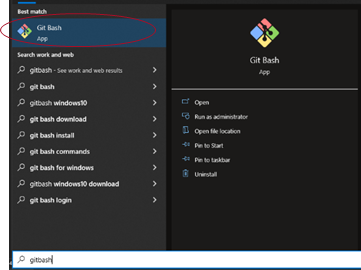 Best match
Git Bash
App
Search work and web
gitbash - See work and web results
git bash
gitbash windows10
git bash download
git bash install
git bash commands
git bash for windows
gitbash windows10 download
git bash login
Git Bash
App
Open
Run as administrator
Open file location
Pin to Start
Pin to taskbar
Uninstall
gitbash